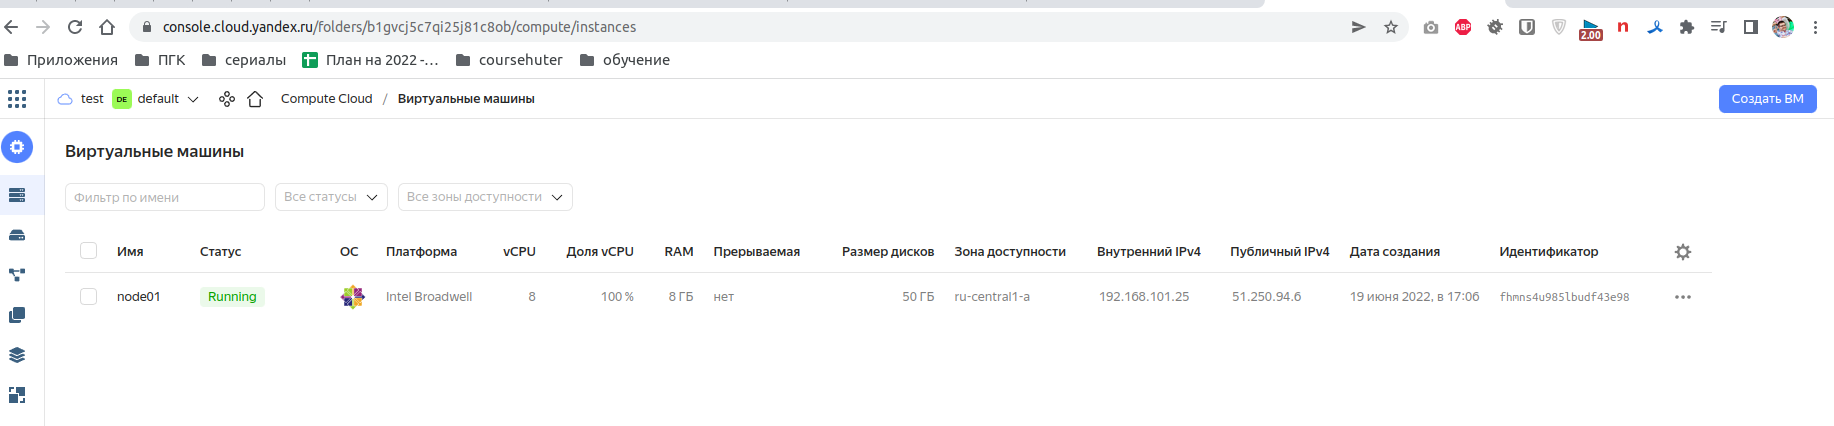 console.cloud.yandex.ru/folders/b1gvcj5c7qi25j81c8ob/compute/instances
ABP
2.00
n
Приложения ПГК сериалы План на 2022 -... coursehuter обучение
test DE default Compute Cloud / Виртуальные машины Создать ВМ
Виртуальные машины
Фильтр по имени Все статусы Все зоны доступности
Имя Статус ОС Платформа vCPU Доля vCPU RAM Прерываемая Размер дисков Зона доступности Внутренний IPv4 Публичный IPv4 Дата создания Идентификатор
node01 Running Intel Broadwell 8 100 % 8 ГБ нет 50 ГБ ru-central1-a 192.168.101.25 51.250.94.6 19 июня 2022, в 17:06 fhmns4u985lbudf43e98